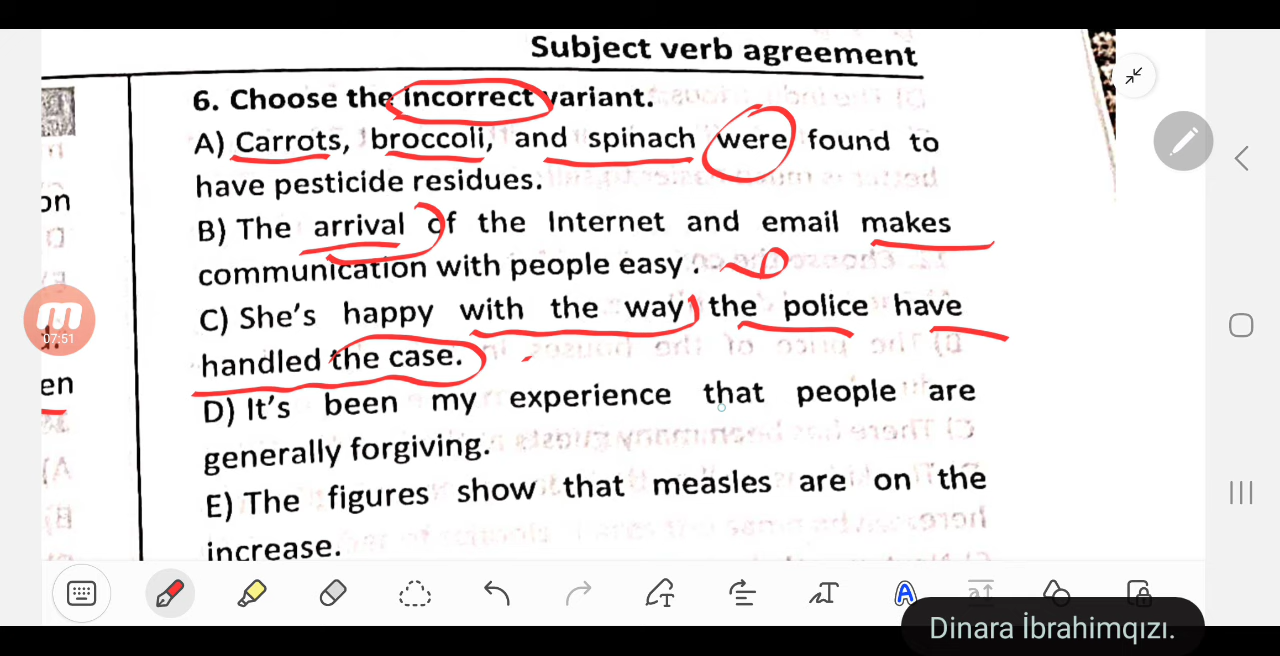 Subject verb agreement
6. Choose the incorrect variant.
A) Carrots, broccoli, and spinach were found to
have pesticide residues.
on
B) The arrival of the Internet and email makes
communication with people easy.
C) She's happy with the way the police have
07:51
handled the case.
en
D) It's been my experience that people are
generally forgiving.
E) The figures show that measles are on the
increase.
Dinara İbrahimqızı.